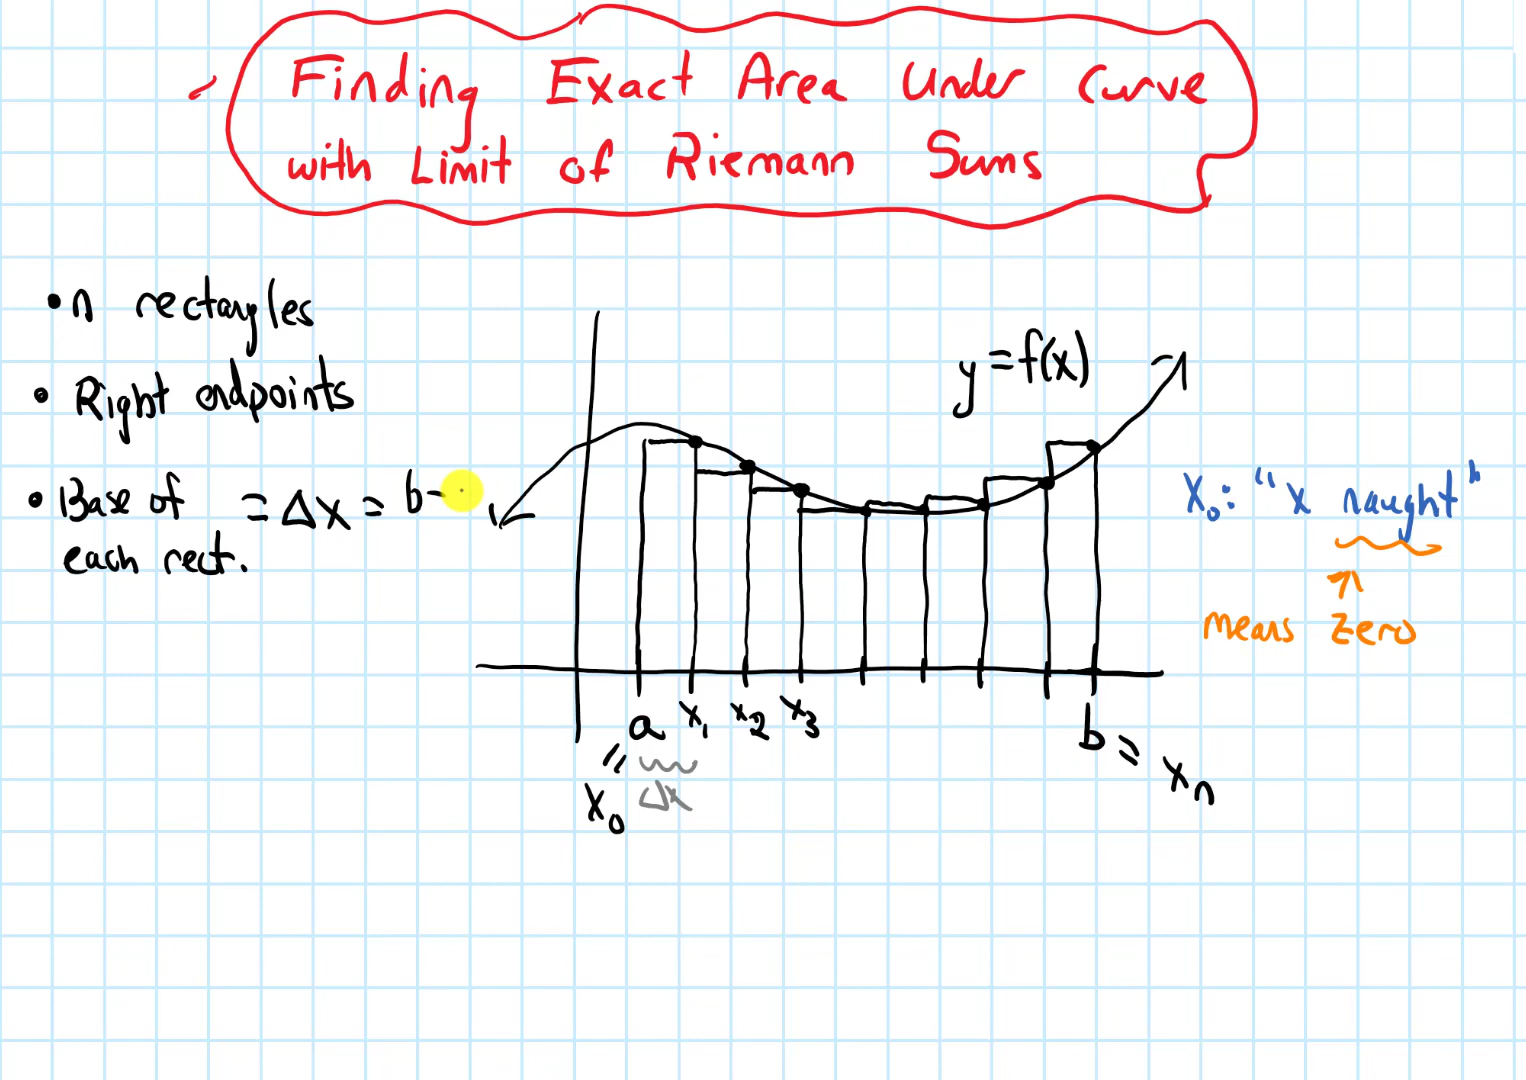 Finding Exact Area Under Curve
with Limit of Riemann Sums
• n rectangles
• Right endpoints
• Base of = Δx = b-
each rect.
y = f(x)
x₀: "x naught"
means zero
a x₁ x₂ x₃ b = xₙ
=
x₀ Δx